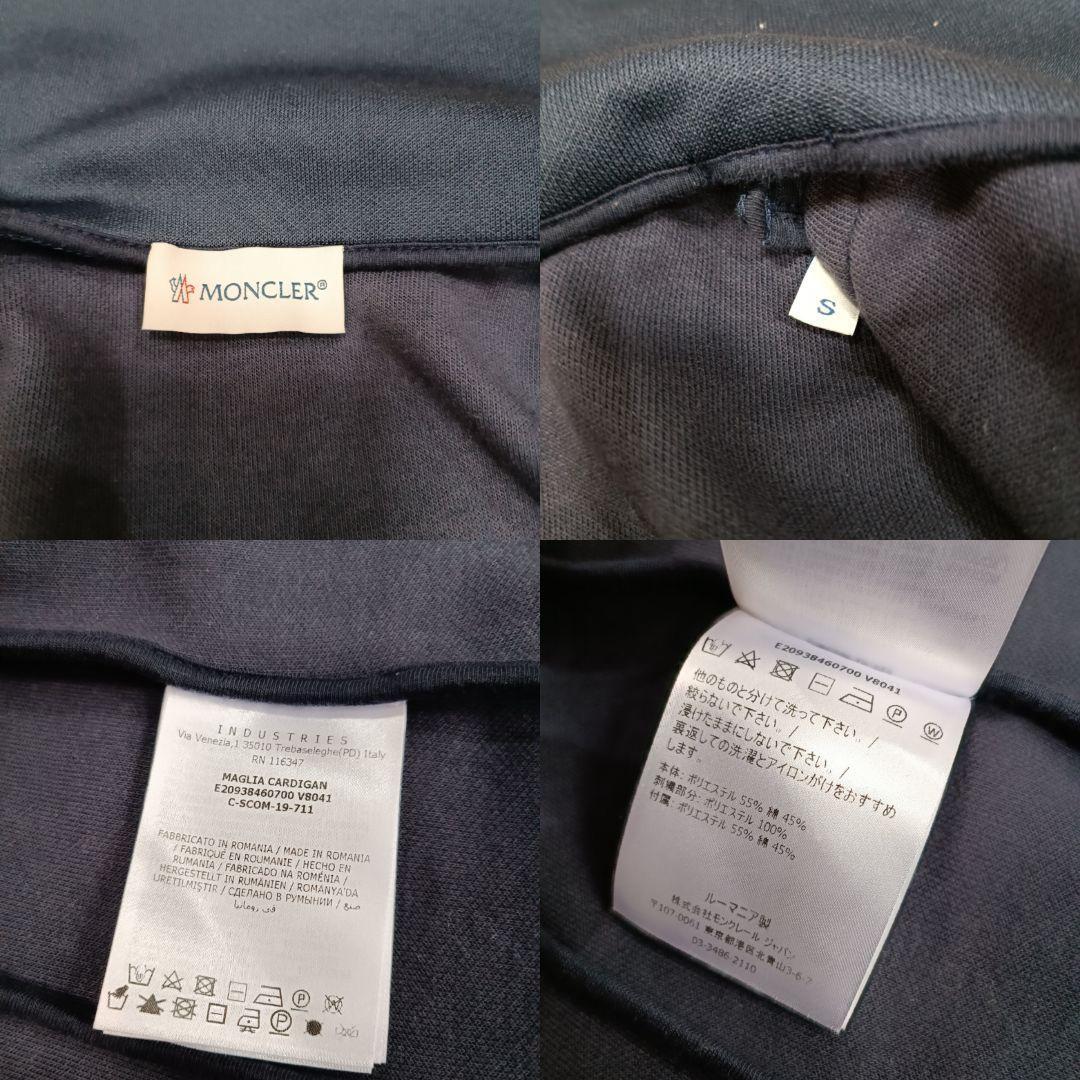 MONCLER®
S
INDUSTRIES
Via Venezia,1 35010 Trebaseleghe(PD) Italy
RN 116347
MAGLIA CARDIGAN
E20938460700 V8041
C-SCOM-19-711
FABBRICATO IN ROMANIA / MADE IN ROMANIA
/ FABRIQUÉ EN ROUMANIE / HECHO EN
RUMANIA / FABRICADO NA ROMÉNIA /
HERGESTELLT IN RUMÄNIEN / ROMANYA'DA
URETILMIŞTIR / СДЕЛАНО В РУМЫНИИ / صنع
في رومانيا
P
W
P
E20938460700 V8041
P
W
他のものと分けて洗って下さい。/
絞らないで下さい。/
浸けたままにしないで下さい。/
裏返しての洗濯とアイロンがけをおすすめ
します。
本体: ポリエステル 55% 綿 45%
刺繍部分: ポリエステル 100%
付属: ポリエステル 55% 綿 45%
ルーマニア製
株式会社モンクレール ジャパン
〒107-0061 東京都港区北青山3-6-7
03-3486-2110